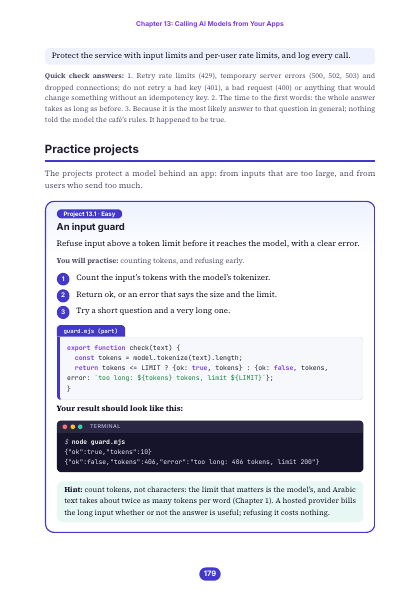 Chapter 13: Calling AI Models from Your Apps
Protect the service with input limits and per-user rate limits, and log every call.
Quick check answers: 1. Retry rate limits (429), temporary server errors (500, 502, 503) and
dropped connections; do not retry a bad key (401), a bad request (400) or anything that would
change something without an idempotency key. 2. The time to the first words: the whole answer
takes as long as before. 3. Because it is the most likely answer to that question in general; nothing
told the model the café's rules. It happened to be true.
Practice projects
The projects protect a model behind an app: from inputs that are too large, and from
users who send too much.
Project 13.1 · Easy
An input guard
Refuse input above a token limit before it reaches the model, with a clear error.
You will practise: counting tokens, and refusing early.
1 Count the input's tokens with the model's tokenizer.
2 Return ok, or an error that says the size and the limit.
3 Try a short question and a very long one.
guard.mjs (part)
export function check(text) {
const tokens = model.tokenize(text).length;
return tokens <= LIMIT ? {ok: true, tokens} : {ok: false, tokens,
error: `too long: ${tokens} tokens, limit ${LIMIT}`};
}
Your result should look like this:
TERMINAL
$ node guard.mjs
{"ok":true,"tokens":10}
{"ok":false,"tokens":406,"error":"too long: 406 tokens, limit 200"}
Hint: count tokens, not characters: the limit that matters is the model's, and Arabic
text takes about twice as many tokens per word (Chapter 1). A hosted provider bills
the long input whether or not the answer is useful; refusing it costs nothing.
179